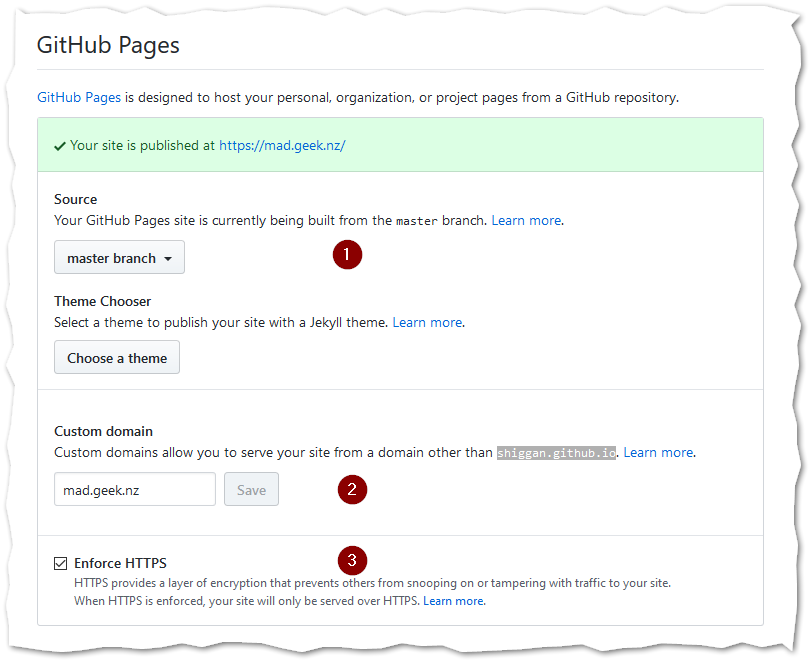 GitHub Pages
GitHub Pages is designed to host your personal, organization, or project pages from a GitHub repository.
✓ Your site is published at https://mad.geek.nz/
Source
Your GitHub Pages site is currently being built from the master branch. Learn more.
master branch
1
Theme Chooser
Select a theme to publish your site with a Jekyll theme. Learn more.
Choose a theme
Custom domain
Custom domains allow you to serve your site from a domain other than shiggan.github.io. Learn more.
mad.geek.nz Save 2
Enforce HTTPS 3
HTTPS provides a layer of encryption that prevents others from snooping on or tampering with traffic to your site.
When HTTPS is enforced, your site will only be served over HTTPS. Learn more.